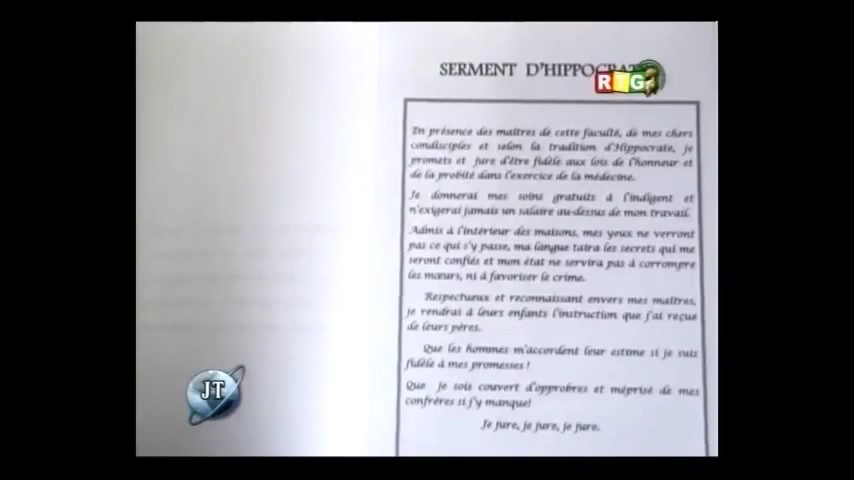 SERMENT D'HIPPOCRATE
RTG
En présence des maîtres de cette faculté, de mes chers
condisciples et selon la tradition d'Hippocrate, je
promets et jure d'être fidèle aux lois de l'honneur et
de la probité dans l'exercice de la médecine.
Je donnerai mes soins gratuits à l'indigent et
n'exigerai jamais un salaire au-dessus de mon travail.
Admis à l'intérieur des maisons, mes yeux ne verront
pas ce qui s'y passe, ma langue taira les secrets qui me
seront confiés et mon état ne servira pas à corrompre
les mœurs, ni à favoriser le crime.
Respectueux et reconnaissant envers mes maîtres,
je rendrai à leurs enfants l'instruction que j'ai reçue
de leurs pères.
Que les hommes m'accordent leur estime si je suis
fidèle à mes promesses !
Que je sois couvert d'opprobres et méprisé de mes
confrères si j'y manque!
Je jure, je jure, je jure.
JT